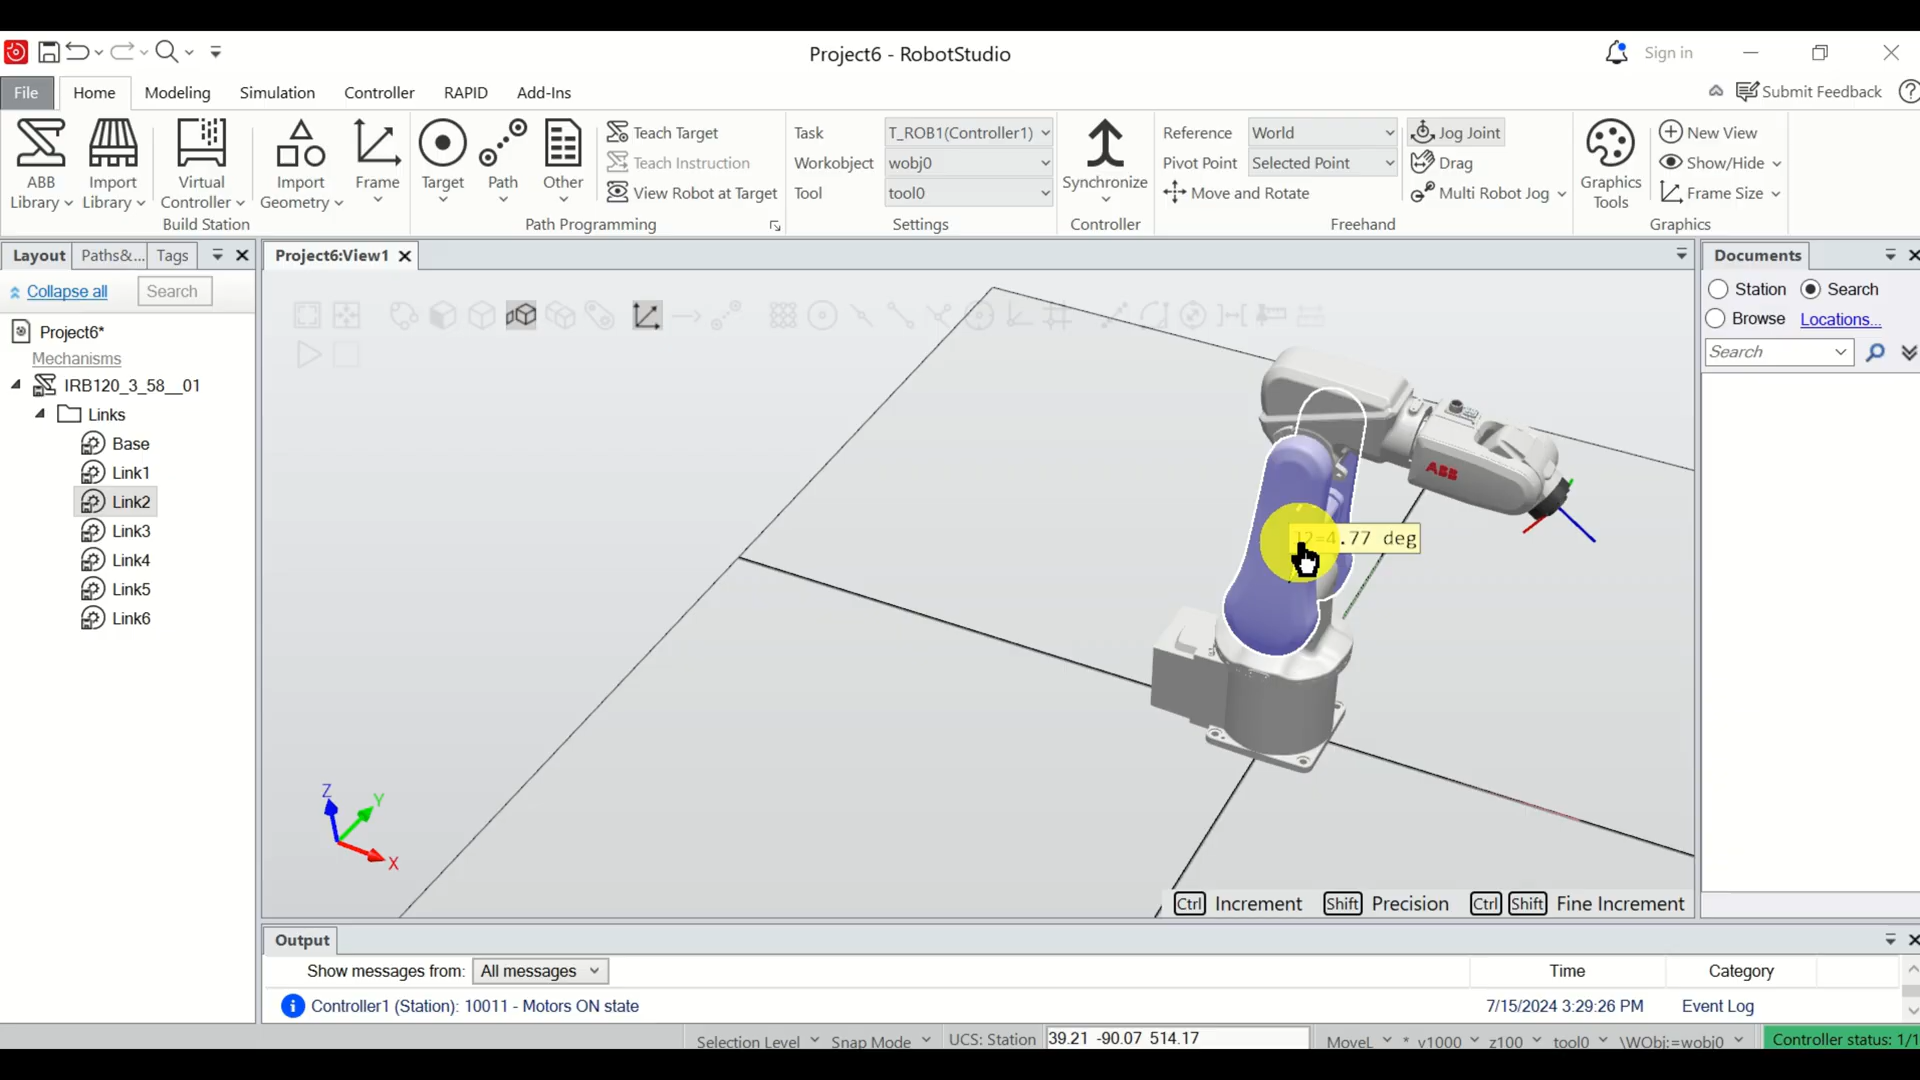 Project6 - RobotStudio
Sign in
File Home Modeling Simulation Controller RAPID Add-Ins
Submit Feedback
ABB Library
Import Library
Virtual Controller
Import Geometry
Frame
Build Station
Target
Path
Other
Teach Target
Teach Instruction
View Robot at Target
Path Programming
Task T_ROB1(Controller1)
Workobject wobj0
Tool tool0
Settings
Synchronize
Controller
Reference World
Pivot Point Selected Point
Move and Rotate
Jog Joint
Drag
Multi Robot Jog
Freehand
Graphics Tools
New View
Show/Hide
Frame Size
Graphics
Layout Paths&... Tags
Collapse all Search
Project6*
Mechanisms
IRB120_3_58__01
Links
Base
Link1
Link2
Link3
Link4
Link5
Link6
Project6:View1
ABB
J2=4.77 deg
Z
Y
X
Ctrl Increment Shift Precision Ctrl Shift Fine Increment
Documents
Station Search
Browse Locations...
Search
Output
Show messages from: All messages
Time Category
Controller1 (Station): 10011 - Motors ON state 7/15/2024 3:29:26 PM Event Log
Selection Level Snap Mode UCS: Station 39.21 -90.07 514.17 MoveL * v1000 z100 tool0 \WObj:=wobj0 Controller status: 1/1